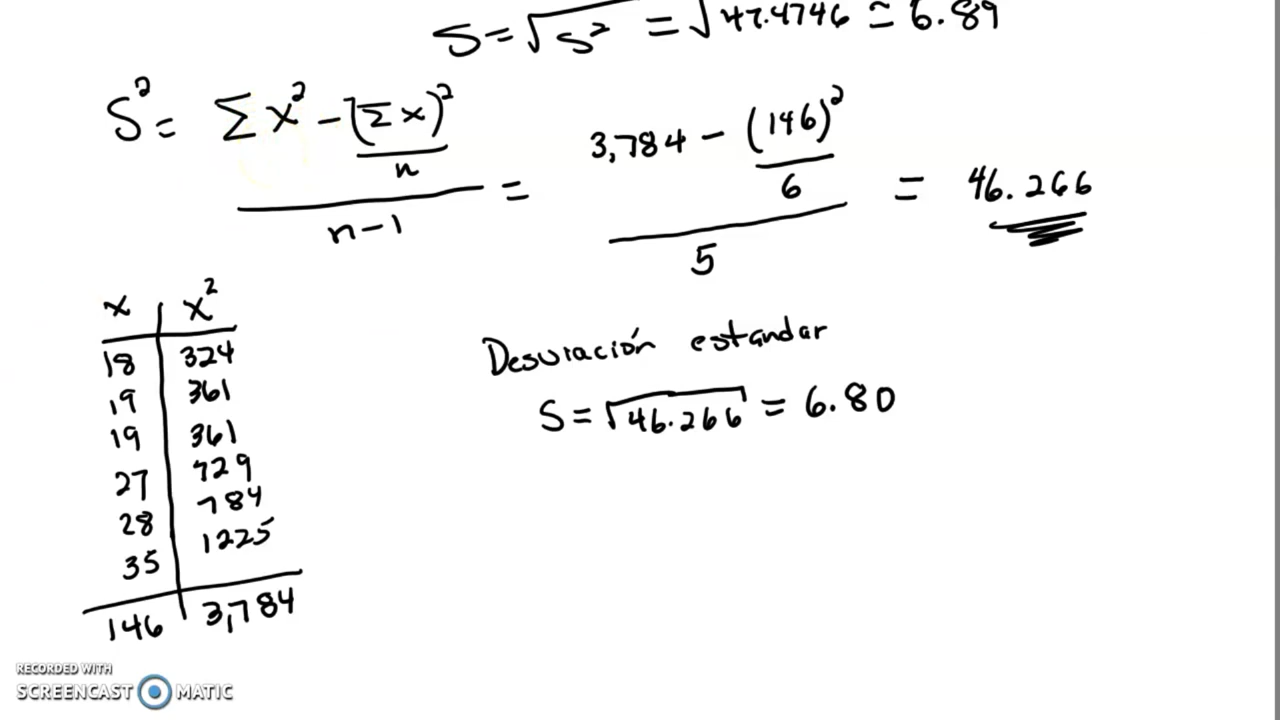 S = √S² = √47.4746 ≃ 6.89
S² = (Σx² - (Σx)²/n)/(n-1) = (3,784 - (146)²/6)/5 = 46.266
x | x²
18 | 324
19 | 361
19 | 361
27 | 729
28 | 784
35 | 1225
146 | 3,784
Desviación estandar
S = √46.266 = 6.80
RECORDED WITH
SCREENCAST MATIC